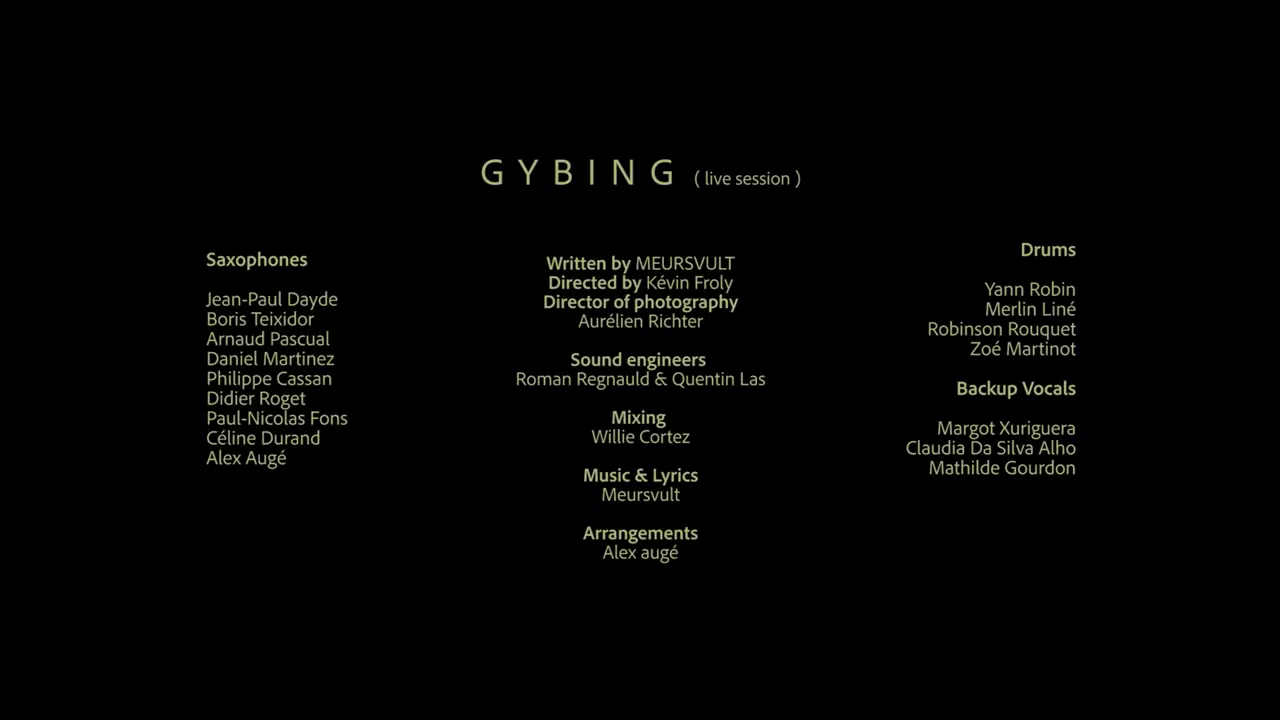 GYBING ( live session )
Saxophones
Jean-Paul Dayde
Boris Teixidor
Arnaud Pascual
Daniel Martinez
Philippe Cassan
Didier Roget
Paul-Nicolas Fons
Céline Durand
Alex Augé
Written by MEURSVULT
Directed by Kévin Froly
Director of photography
Aurélien Richter
Sound engineers
Roman Regnauld & Quentin Las
Mixing
Willie Cortez
Music & Lyrics
Meursvult
Arrangements
Alex augé
Drums
Yann Robin
Merlin Liné
Robinson Rouquet
Zoé Martinot
Backup Vocals
Margot Xuriguera
Claudia Da Silva Alho
Mathilde Gourdon